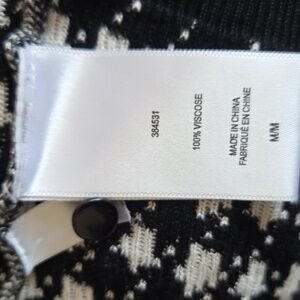 384531
100% VISCOSE
MADE IN CHINA
FABRIQUÉ EN CHINE
M/M